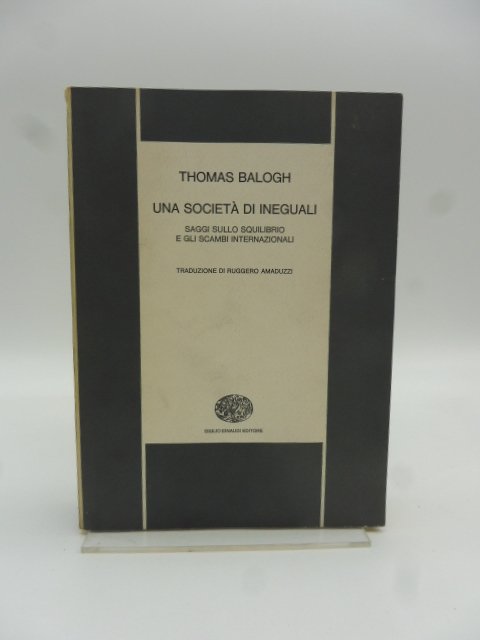 THOMAS BALOGH
UNA SOCIETÀ DI INEGUALI
SAGGI SULLO SQUILIBRIO
E GLI SCAMBI INTERNAZIONALI
TRADUZIONE DI RUGGERO AMADUZZI
GIULIO EINAUDI EDITORE